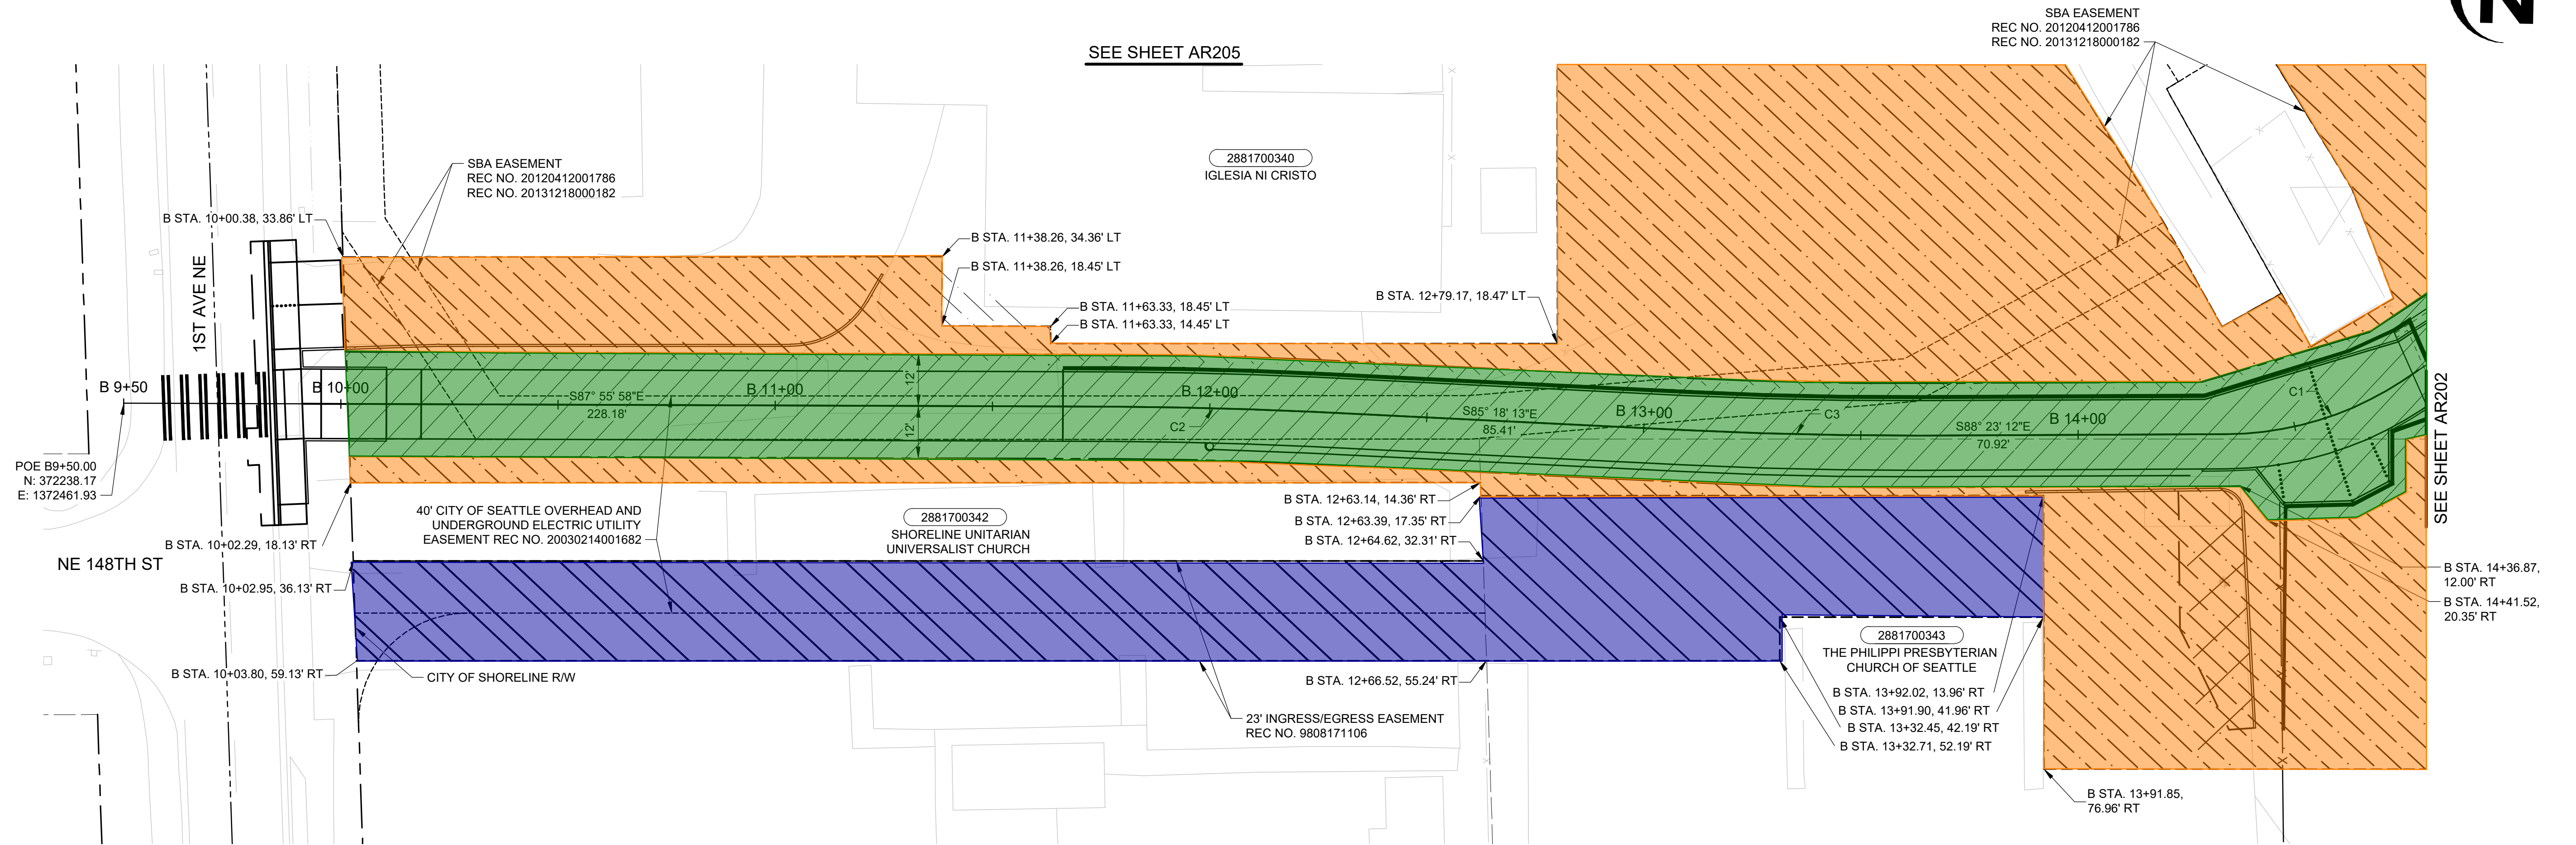 SEE SHEET AR205
SBA EASEMENT
REC NO. 20120412001786
REC NO. 20131218000182
N
SBA EASEMENT
REC NO. 20120412001786
REC NO. 20131218000182
2881700340
IGLESIA NI CRISTO
B STA. 10+00.38, 33.86' LT
B STA. 11+38.26, 34.36' LT
B STA. 11+38.26, 18.45' LT
B STA. 11+63.33, 18.45' LT
B STA. 11+63.33, 14.45' LT
B STA. 12+79.17, 18.47' LT
1ST AVE NE
B 9+50
B 10+00
S87° 55' 58"E
228.18'
B 11+00
12'
12'
B 12+00
C2
S85° 18' 13"E
85.41'
B 13+00
C3
S88° 23' 12"E
70.92'
B 14+00
C1
SEE SHEET AR202
POE B9+50.00
N: 372238.17
E: 1372461.93
40' CITY OF SEATTLE OVERHEAD AND
UNDERGROUND ELECTRIC UTILITY
EASEMENT REC NO. 20030214001682
2881700342
SHORELINE UNITARIAN
UNIVERSALIST CHURCH
B STA. 12+63.14, 14.36' RT
B STA. 12+63.39, 17.35' RT
B STA. 12+64.62, 32.31' RT
B STA. 10+02.29, 18.13' RT
NE 148TH ST
B STA. 10+02.95, 36.13' RT
B STA. 14+36.87,
12.00' RT
B STA. 14+41.52,
20.35' RT
2881700343
THE PHILIPPI PRESBYTERIAN
CHURCH OF SEATTLE
B STA. 10+03.80, 59.13' RT
CITY OF SHORELINE R/W
B STA. 12+66.52, 55.24' RT
B STA. 13+92.02, 13.96' RT
B STA. 13+91.90, 41.96' RT
B STA. 13+32.45, 42.19' RT
B STA. 13+32.71, 52.19' RT
23' INGRESS/EGRESS EASEMENT
REC NO. 9808171106
B STA. 13+91.85,
76.96' RT